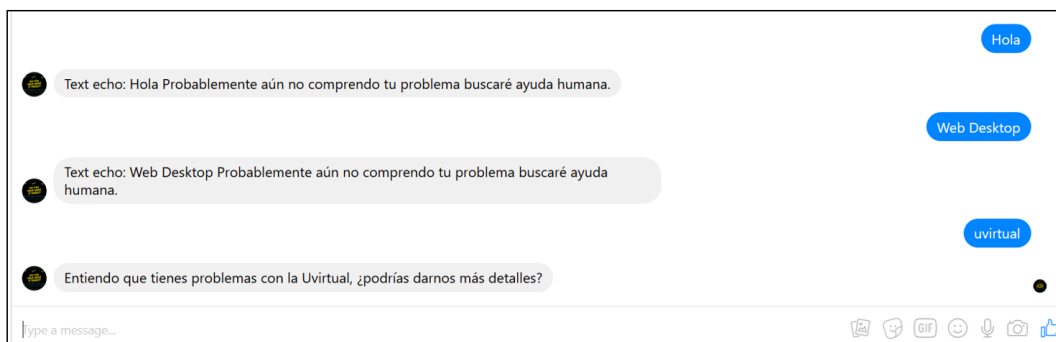 Hola
Text echo: Hola Probablemente aún no comprendo tu problema buscaré ayuda humana.
Web Desktop
Text echo: Web Desktop Probablemente aún no comprendo tu problema buscaré ayuda
humana.
uvirtual
Entiendo que tienes problemas con la Uvirtual, ¿podrías darnos más detalles?
Type a message...
GIF